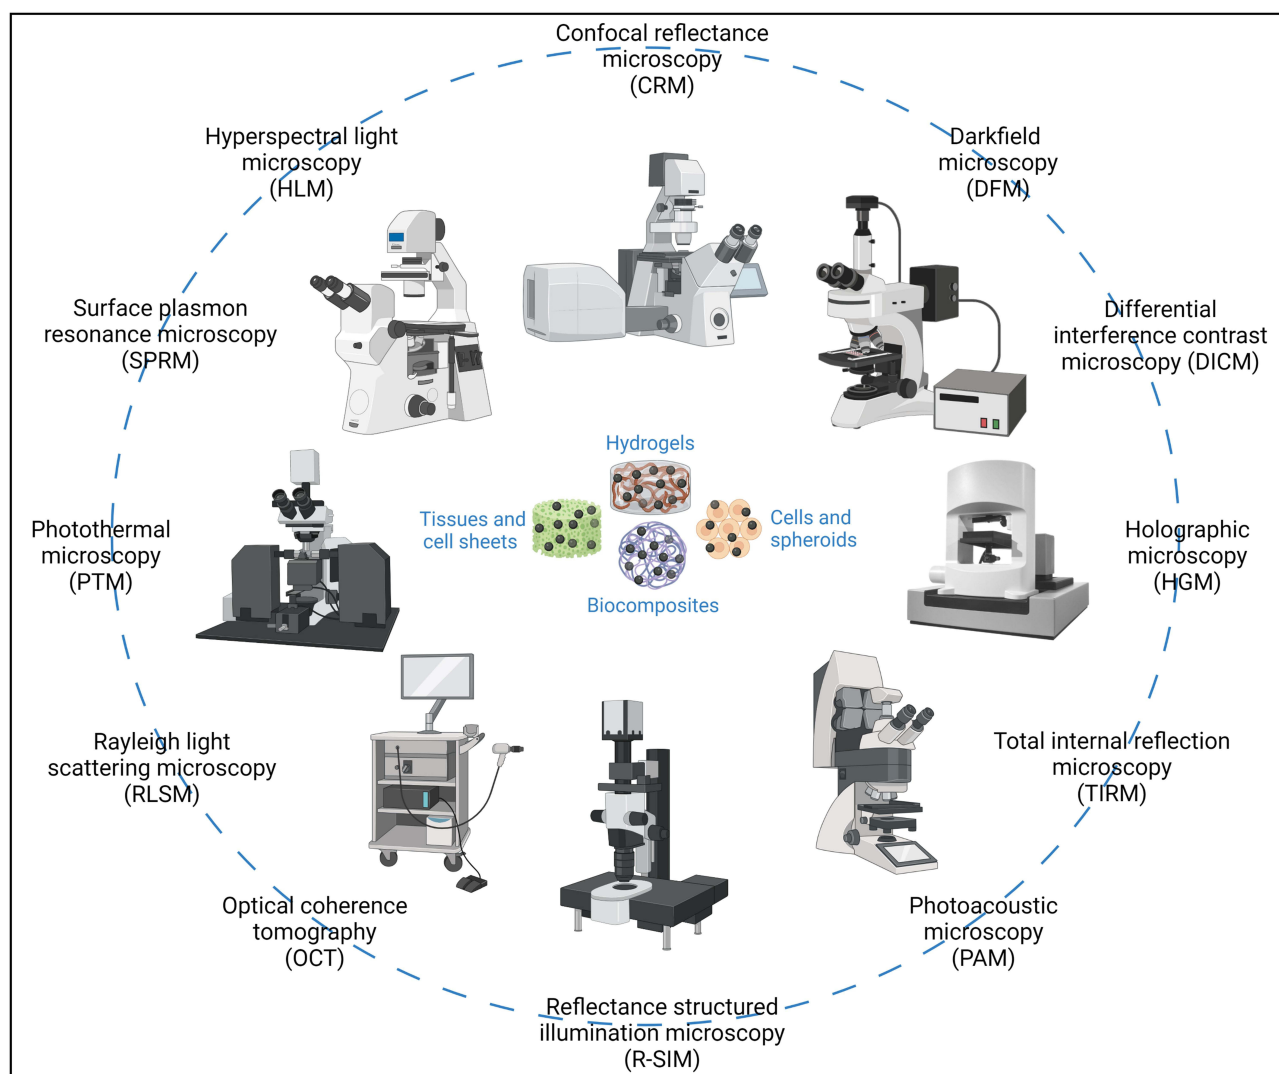 Confocal reflectance
microscopy
(CRM)
Hyperspectral light
microscopy
(HLM)
Darkfield
microscopy
(DFM)
Surface plasmon
resonance microscopy
(SPRM)
Differential
interference contrast
microscopy (DICM)
Hydrogels
Tissues and
cell sheets
Cells and
spheroids
Biocomposites
Photothermal
microscopy
(PTM)
Holographic
microscopy
(HGM)
Rayleigh light
scattering microscopy
(RLSM)
Total internal reflection
microscopy
(TIRM)
Optical coherence
tomography
(OCT)
Photoacoustic
microscopy
(PAM)
Reflectance structured
illumination microscopy
(R-SIM)